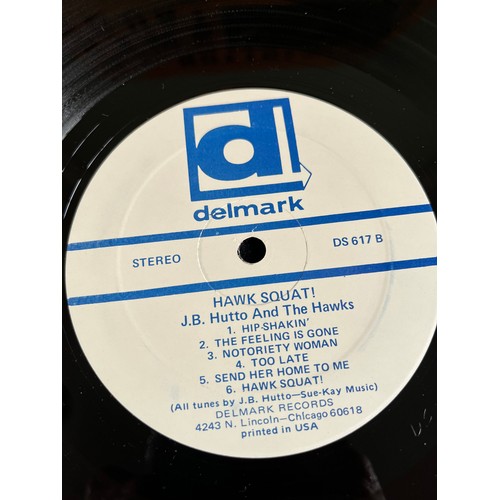 d
delmark
STEREO DS 617 B
HAWK SQUAT!
J.B. Hutto And The Hawks
1. HIP-SHAKIN'
2. THE FEELING IS GONE
3. NOTORIETY WOMAN
4. TOO LATE
5. SEND HER HOME TO ME
6. HAWK SQUAT!
(All tunes by J.B. Hutto—Sue-Kay Music)
DELMARK RECORDS
4243 N. Lincoln—Chicago 60618
printed in USA